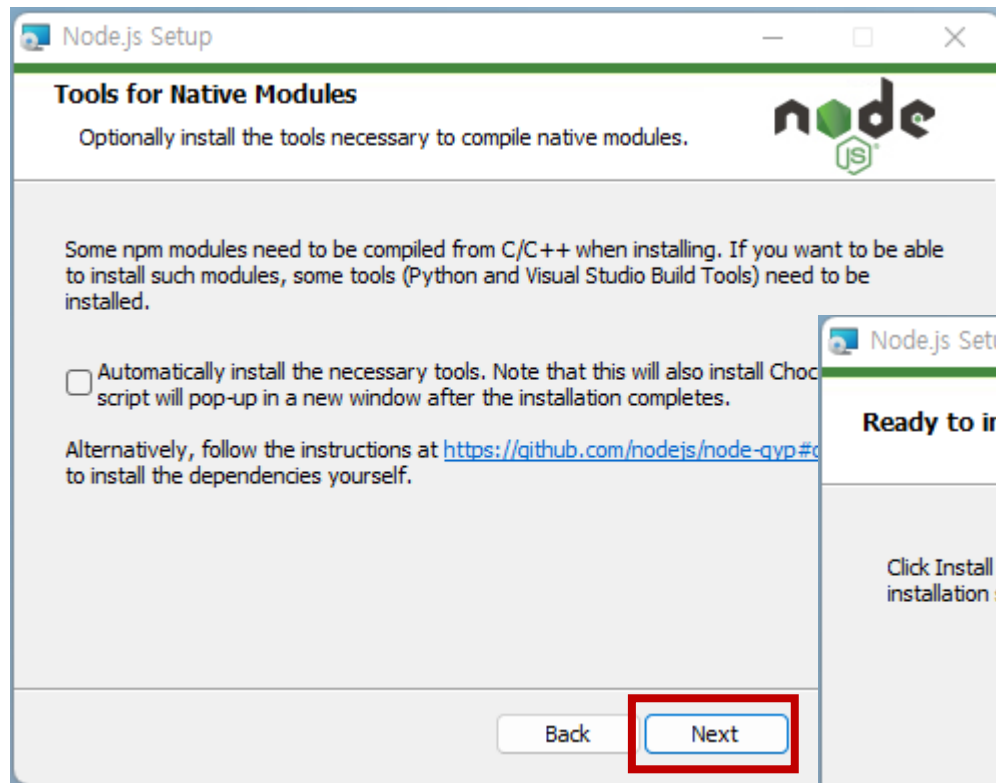 Node.js Setup
Tools for Native Modules
Optionally install the tools necessary to compile native modules.
node
JS
Some npm modules need to be compiled from C/C++ when installing. If you want to be able
to install such modules, some tools (Python and Visual Studio Build Tools) need to be
installed.
Automatically install the necessary tools. Note that this will also install Choc
script will pop-up in a new window after the installation completes.
Alternatively, follow the instructions at https://github.com/nodejs/node-gyp#
to install the dependencies yourself.
Back
Next
Node.js Setu
Ready to in
Click Install
installation